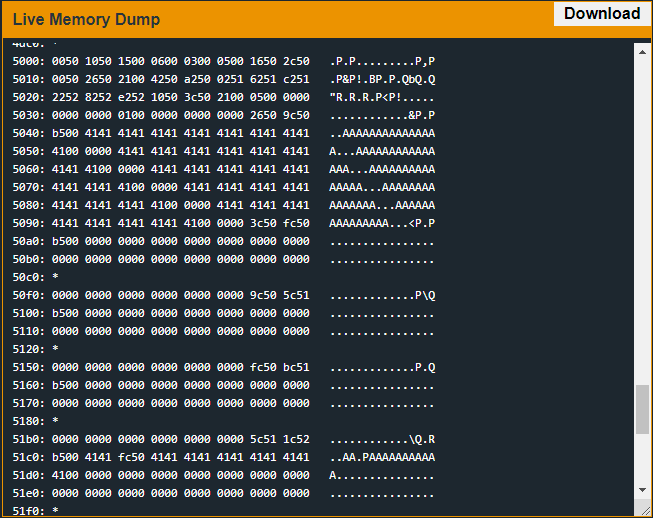 Live Memory Dump
Download
4dc0: *
5000: 0050 1050 1500 0600 0300 0500 1650 2c50 .P.P.........P,P
5010: 0050 2650 2100 4250 a250 0251 6251 c251 .P&P!.BP.P.QbQ.Q
5020: 2252 8252 e252 1050 3c50 2100 0500 0000 "R.R.R.P<P!.....
5030: 0000 0000 0100 0000 0000 0000 2650 9c50 ............&P.P
5040: b500 4141 4141 4141 4141 4141 4141 4141 ..AAAAAAAAAAAAAA
5050: 4100 0000 4141 4141 4141 4141 4141 4141 A...AAAAAAAAAAAA
5060: 4141 4100 0000 4141 4141 4141 4141 4141 AAA...AAAAAAAAAA
5070: 4141 4141 4100 0000 4141 4141 4141 4141 AAAAA...AAAAAAAA
5080: 4141 4141 4141 4100 0000 4141 4141 4141 AAAAAAA...AAAAAA
5090: 4141 4141 4141 4141 4100 0000 3c50 fc50 AAAAAAAAA...<P.P
50a0: b500 0000 0000 0000 0000 0000 0000 0000 ................
50b0: 0000 0000 0000 0000 0000 0000 0000 0000 ................
50c0: *
50f0: 0000 0000 0000 0000 0000 0000 9c50 5c51 .............P\Q
5100: b500 0000 0000 0000 0000 0000 0000 0000 ................
5110: 0000 0000 0000 0000 0000 0000 0000 0000 ................
5120: *
5150: 0000 0000 0000 0000 0000 0000 fc50 bc51 .............P.Q
5160: b500 0000 0000 0000 0000 0000 0000 0000 ................
5170: 0000 0000 0000 0000 0000 0000 0000 0000 ................
5180: *
51b0: 0000 0000 0000 0000 0000 0000 5c51 1c52 ............\Q.R
51c0: b500 4141 fc50 4141 4141 4141 4141 4141 ..AA.PAAAAAAAAAA
51d0: 4100 0000 0000 0000 0000 0000 0000 0000 A...............
51e0: 0000 0000 0000 0000 0000 0000 0000 0000 ................
51f0: *